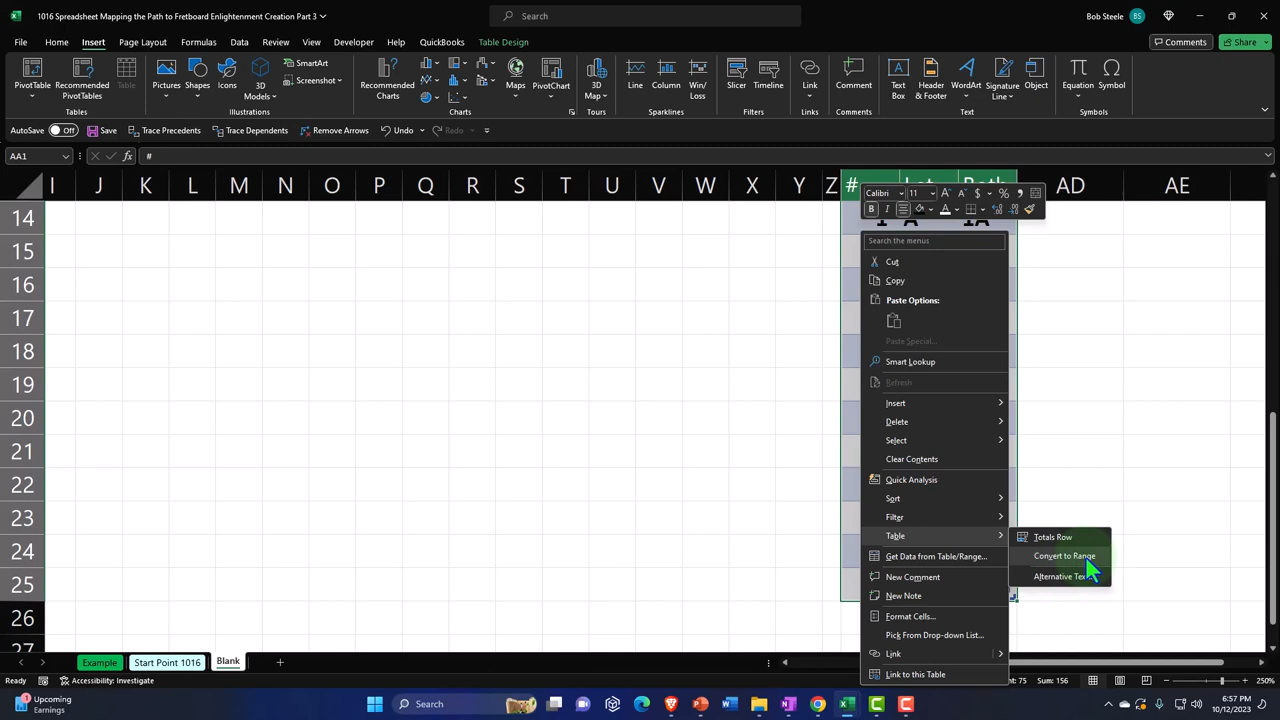 1016 Spreadsheet Mapping the Path to Fretboard Enlightenment Creation Part 3
Search
Bob Steele BS
File Home Insert Page Layout Formulas Data Review View Developer Help QuickBooks Table Design
Comments Share
PivotTable Recommended PivotTables Table
Pictures Shapes Icons 3D Models SmartArt Screenshot
Recommended Charts Maps PivotChart
3D Map
Line Column Win/Loss
Slicer Timeline
Link
Comment
Text Box Header & Footer WordArt Signature Line Object
Equation Symbol
Tables Illustrations Charts Tours Sparklines Filters Links Comments Text Symbols
AutoSave Off Save Trace Precedents Trace Dependents Remove Arrows Undo Redo
AA1 fx #
I J K L M N O P Q R S T U V W X Y Z # Let Both AD AE
Calibri 11 A A $ % ,
B I A
14 1 A 1A
15
16
17
18
19
20
21
22
23
24
25
26
27
Search the menus
Cut
Copy
Paste Options:
Paste Special...
Smart Lookup
Refresh
Insert
Delete
Select
Clear Contents
Quick Analysis
Sort
Filter
Table
Get Data from Table/Range...
New Comment
New Note
Format Cells...
Pick From Drop-down List...
Link
Link to this Table
Totals Row
Convert to Range
Alternative
Example Start Point 1016 Blank
Ready Accessibility: Investigate
nt: 75 Sum: 156 250%
Upcoming
Earnings
Search
6:57 PM
10/12/2023